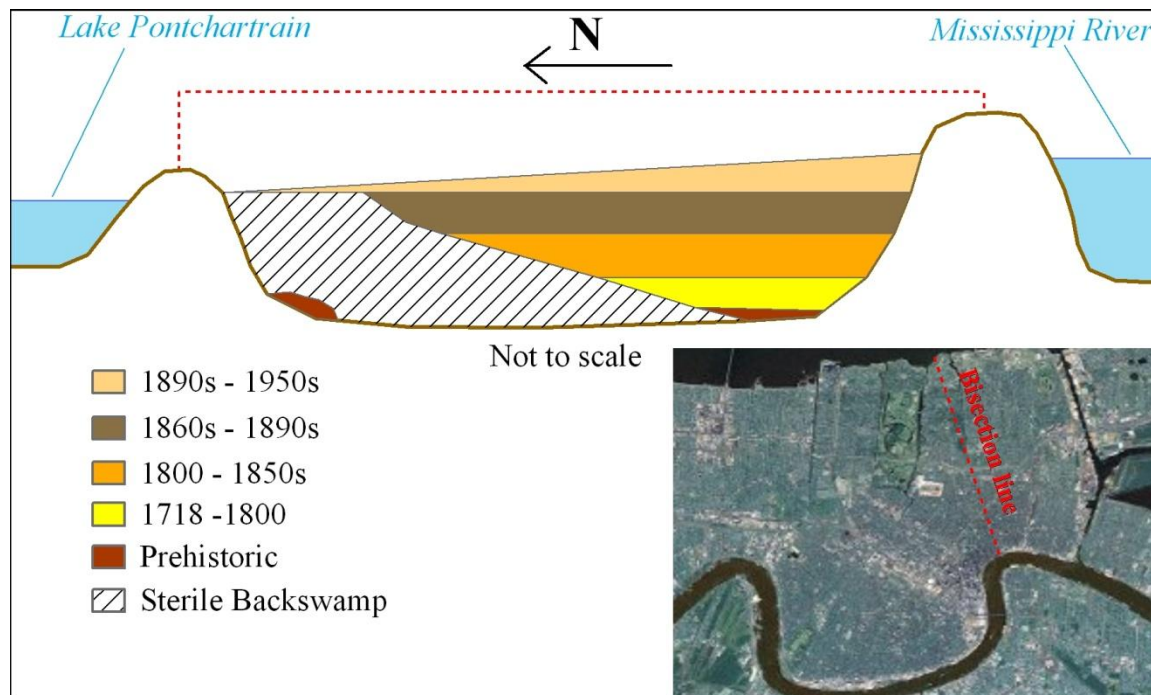 Lake Pontchartrain
N
Mississippi River
Not to scale
1890s - 1950s
1860s - 1890s
1800 - 1850s
1718 -1800
Prehistoric
Sterile Backswamp
Bisection line